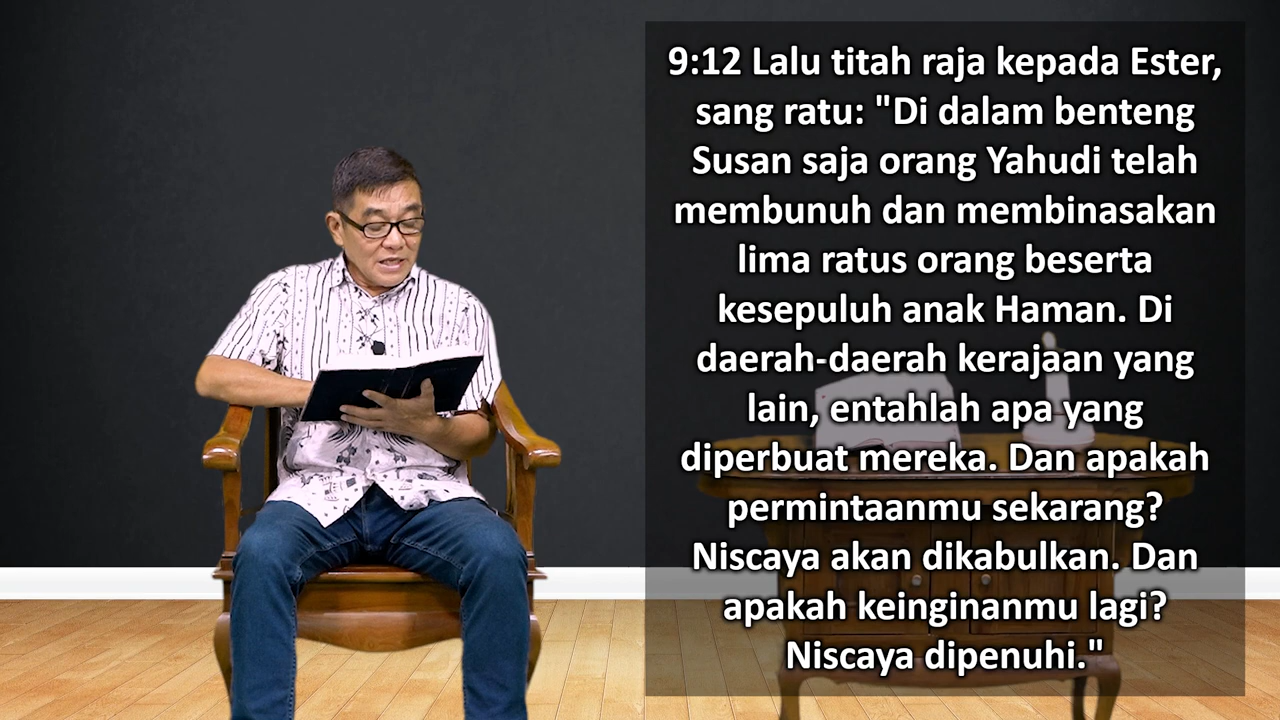 9:12 Lalu titah raja kepada Ester,
sang ratu: "Di dalam benteng
Susan saja orang Yahudi telah
membunuh dan membinasakan
lima ratus orang beserta
kesepuluh anak Haman. Di
daerah-daerah kerajaan yang
lain, entahlah apa yang
diperbuat mereka. Dan apakah
permintaanmu sekarang?
Niscaya akan dikabulkan. Dan
apakah keinginanmu lagi?
Niscaya dipenuhi."